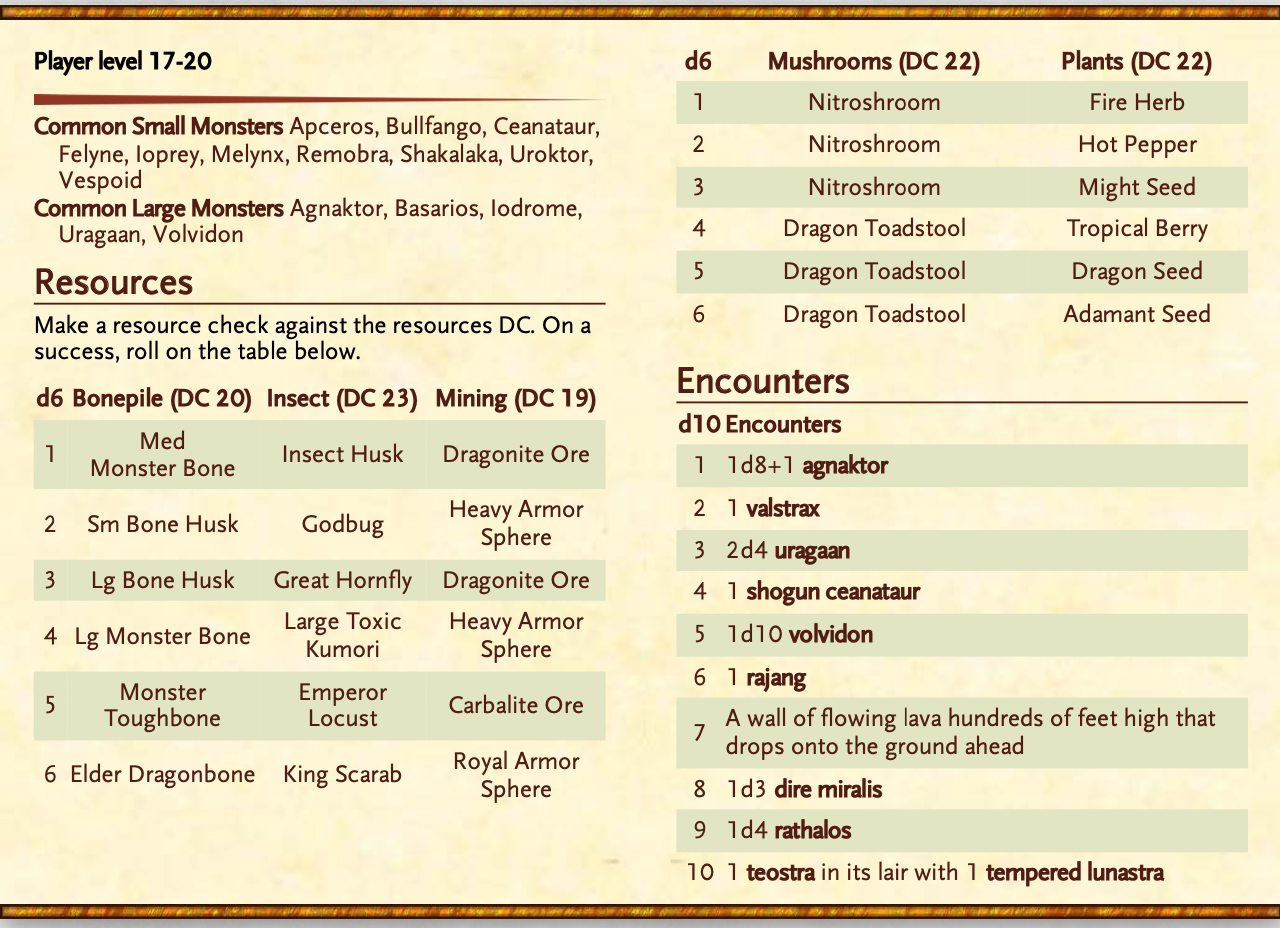 Player level 17-20
Common Small Monsters Apceros, Bullfango, Ceanataur,
Felyne, Ioprey, Melynx, Remobra, Shakalaka, Uroktor,
Vespoid
Common Large Monsters Agnaktor, Basarios, Iodrome,
Uragaan, Volvidon
Resources
Make a resource check against the resources DC. On a
success, roll on the table below.
d6 Bonepile (DC 20) Insect (DC 23) Mining (DC 19)
1 Med Monster Bone Insect Husk Dragonite Ore
2 Sm Bone Husk Godbug Heavy Armor Sphere
3 Lg Bone Husk Great Hornfly Dragonite Ore
4 Lg Monster Bone Large Toxic Kumori Heavy Armor Sphere
5 Monster Toughbone Emperor Locust Carbalite Ore
6 Elder Dragonbone King Scarab Royal Armor Sphere
d6 Mushrooms (DC 22) Plants (DC 22)
1 Nitroshroom Fire Herb
2 Nitroshroom Hot Pepper
3 Nitroshroom Might Seed
4 Dragon Toadstool Tropical Berry
5 Dragon Toadstool Dragon Seed
6 Dragon Toadstool Adamant Seed
Encounters
d10 Encounters
1 1d8+1 agnaktor
2 1 valstrax
3 2d4 uragaan
4 1 shogun ceanataur
5 1d10 volvidon
6 1 rajang
7 A wall of flowing lava hundreds of feet high that
drops onto the ground ahead
8 1d3 dire miralis
9 1d4 rathalos
10 1 teostra in its lair with 1 tempered lunastra